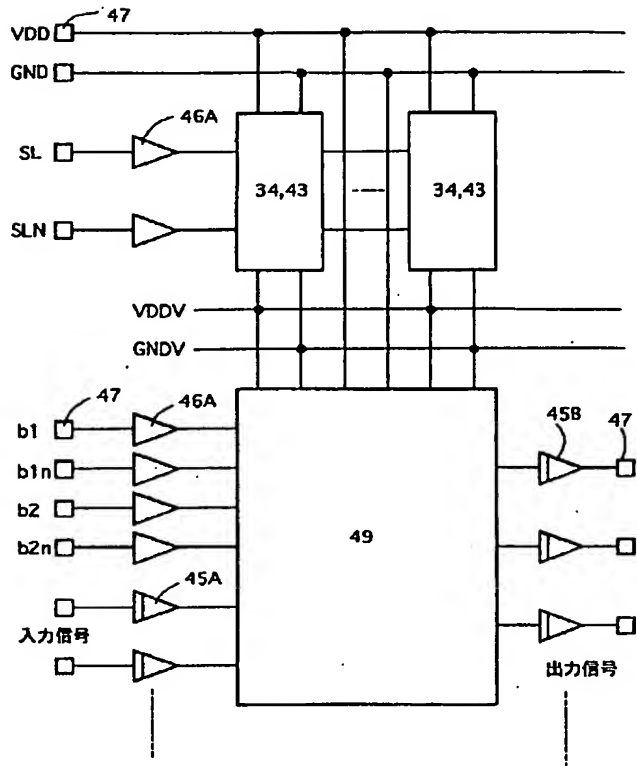 47
VDD
GND
46A
SL
34,43
34,43
SLN
VDDV
GNDV
47
46A
45B
47
b1
b1n
b2
49
b2n
45A
入力信号
出力信号